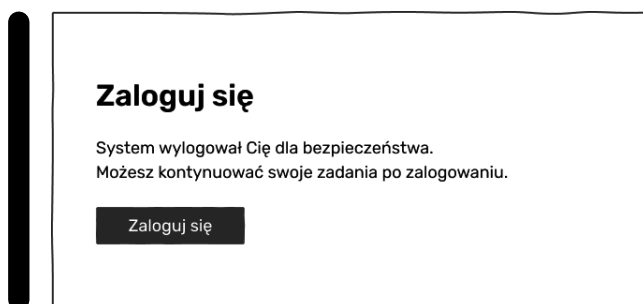 Zaloguj się
System wylogował Cię dla bezpieczeństwa.
Możesz kontynuować swoje zadania po zalogowaniu.
Zaloguj się